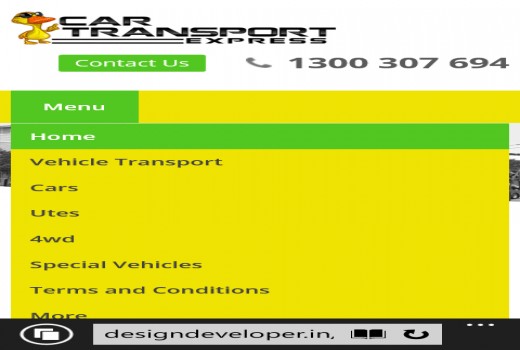 CAR
TRANSPORT
EXPRESS
Contact Us
1300 307 694
Menu
Home
Vehicle Transport
Cars
Utes
4wd
Special Vehicles
Terms and Conditions
More
designdeveloper.in,